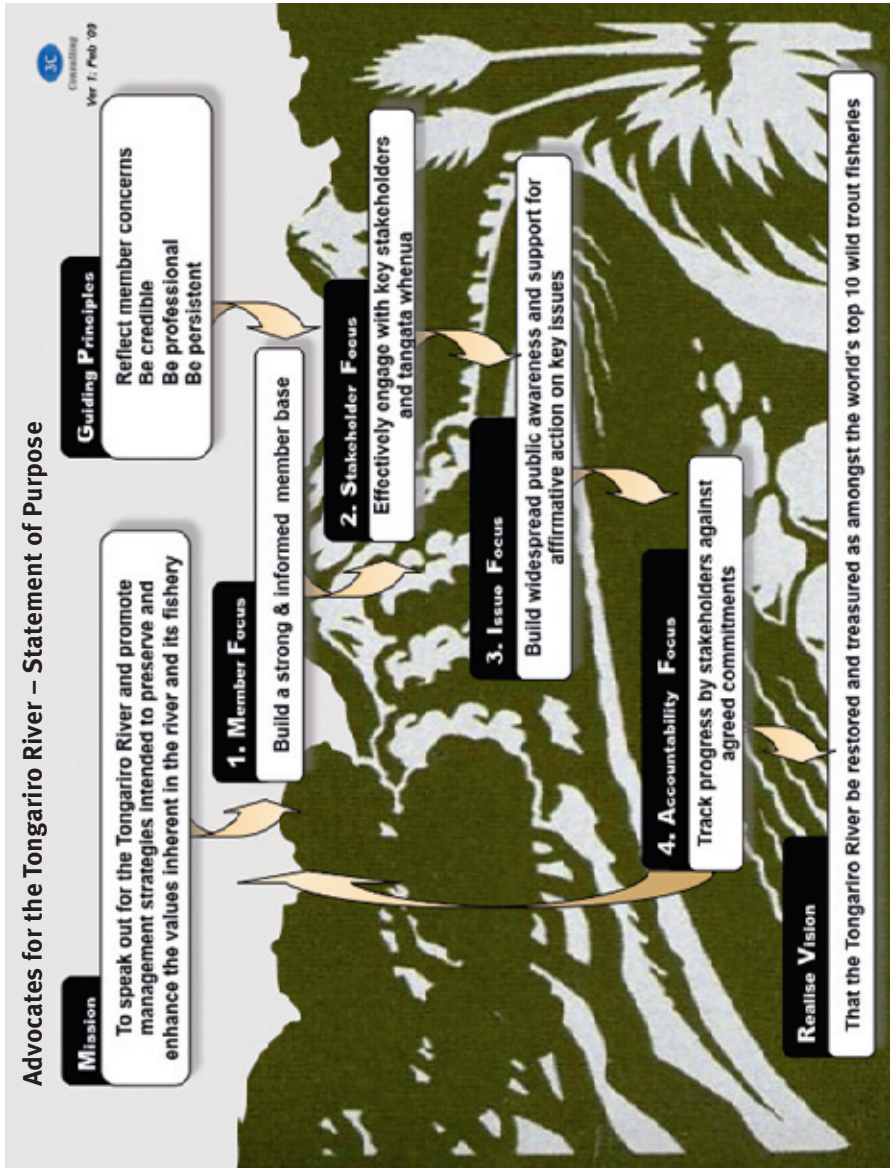 Advocates for the Tongariro River – Statement of Purpose
3C
Consulting
Ver 1; Feb '09
Mission
To speak out for the Tongariro River and promote
management strategies intended to preserve and
enhance the values inherent in the river and its fishery
Guiding Principles
Reflect member concerns
Be credible
Be professional
Be persistent
1. Member Focus
Build a strong & informed member base
2. Stakeholder Focus
Effectively engage with key stakeholders
and tangata whenua
3. Issue Focus
Build widespread public awareness and support for
affirmative action on key issues
4. Accountability Focus
Track progress by stakeholders against
agreed commitments
Realise Vision
That the Tongariro River be restored and treasured as amongst the world's top 10 wild trout fisheries